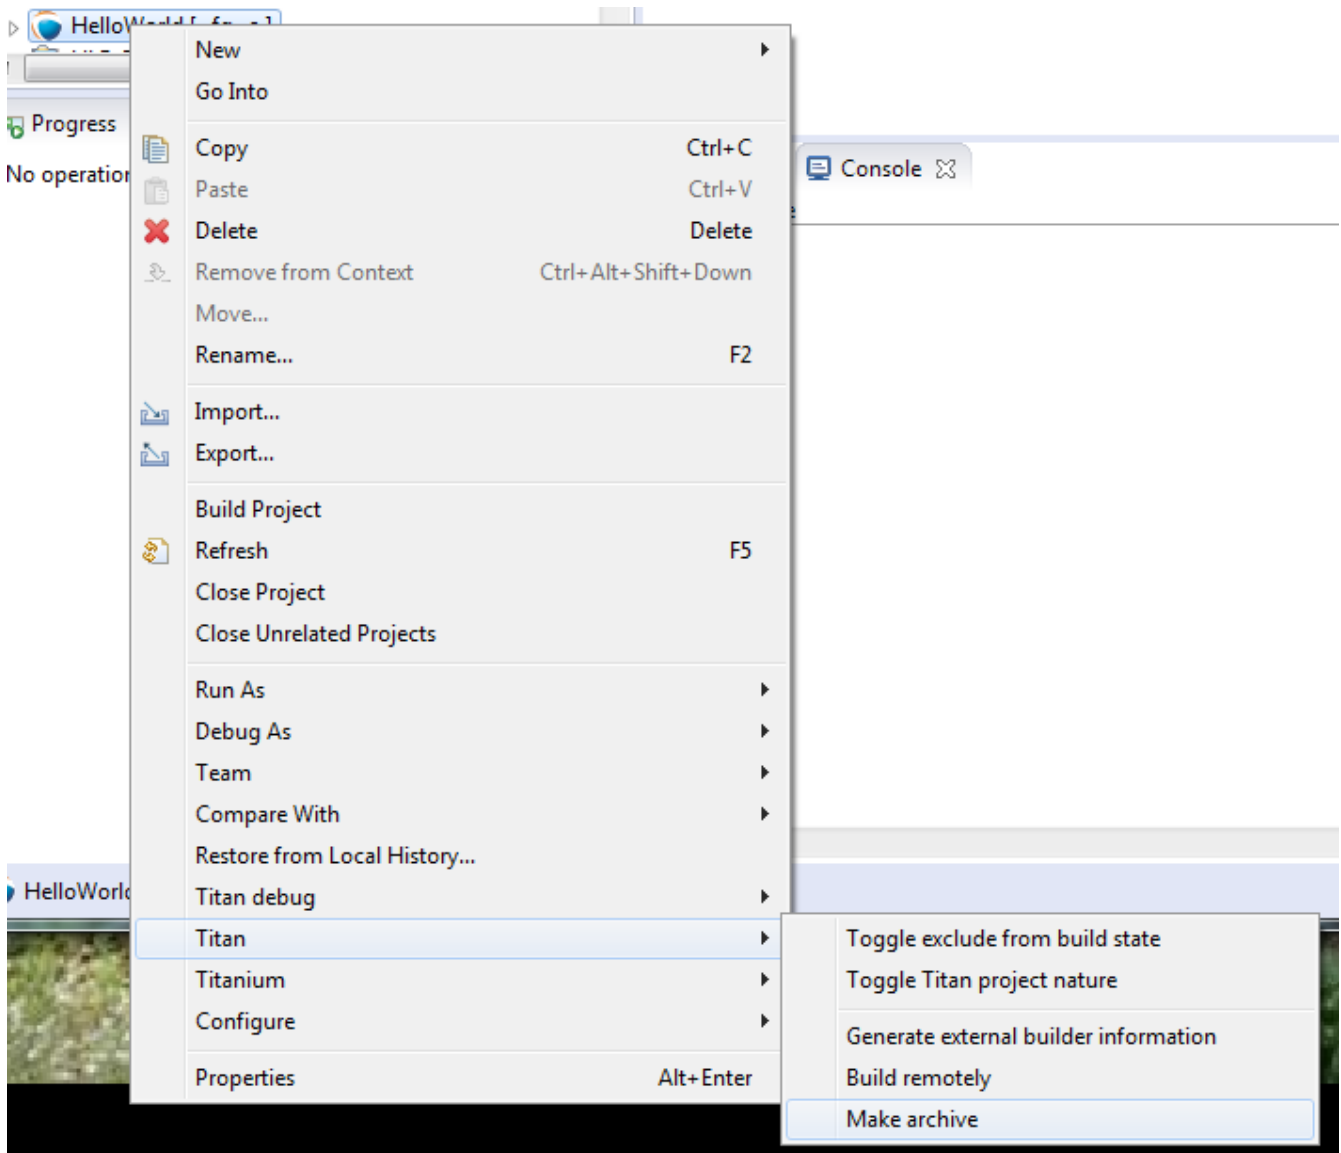 New
Go Into
Progress
Copy Ctrl+C
Console
No
Paste Ctrl+V
Delete Delete
Remove from Context Ctrl+Alt+Shift+Down
Move...
Rename... F2
Import...
Export...
Build Project
Refresh F5
Close Project
Close Unrelated Projects
Run As
Debug As
Team
Compare With
Restore from Local History...
HelloWorld
Titan debug
Titan
Toggle exclude from build state
Titanium
Toggle Titan project nature
Configure
Generate external builder information
Properties Alt+Enter
Build remotely
Make archive